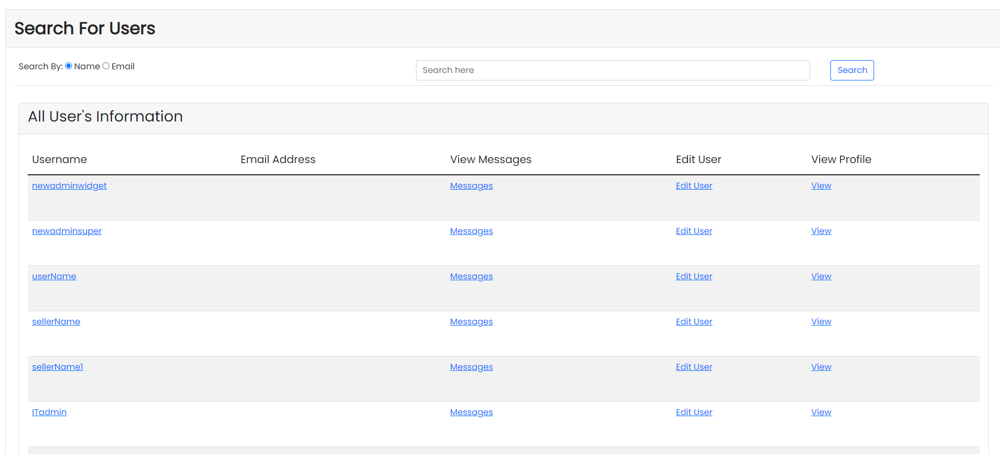 Search For Users
Search By: Name Email
Search here
Search
All User's Information
Username Email Address View Messages Edit User View Profile
newadminwidget Messages Edit User View
newadminsuper Messages Edit User View
userName Messages Edit User View
sellerName Messages Edit User View
sellerName1 Messages Edit User View
ITadmin Messages Edit User View